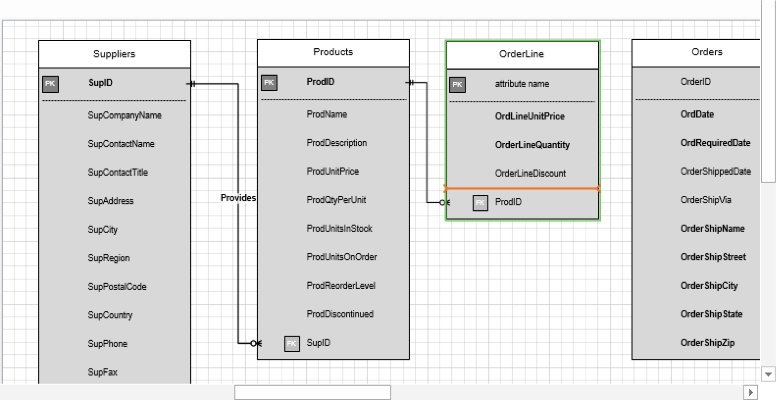 Suppliers
PK SupID
SupCompanyName
SupContactName
SupContactTitle
SupAddress
SupCity
SupRegion
SupPostalCode
SupCountry
SupPhone
SupFax
Provides
Products
PK ProdID
ProdName
ProdDescription
ProdUnitPrice
ProdQtyPerUnit
ProdUnitsInStock
ProdUnitsOnOrder
ProdReorderLevel
ProdDiscontinued
FK SupID
OrderLine
PK attribute name
OrdLineUnitPrice
OrderLineQuantity
OrderLineDiscount
FK ProdID
Orders
OrderID
OrdDate
OrdRequiredDate
OrderShippedDate
OrderShipVia
OrderShipName
OrderShipStreet
OrderShipCity
OrderShipState
OrderShipZip